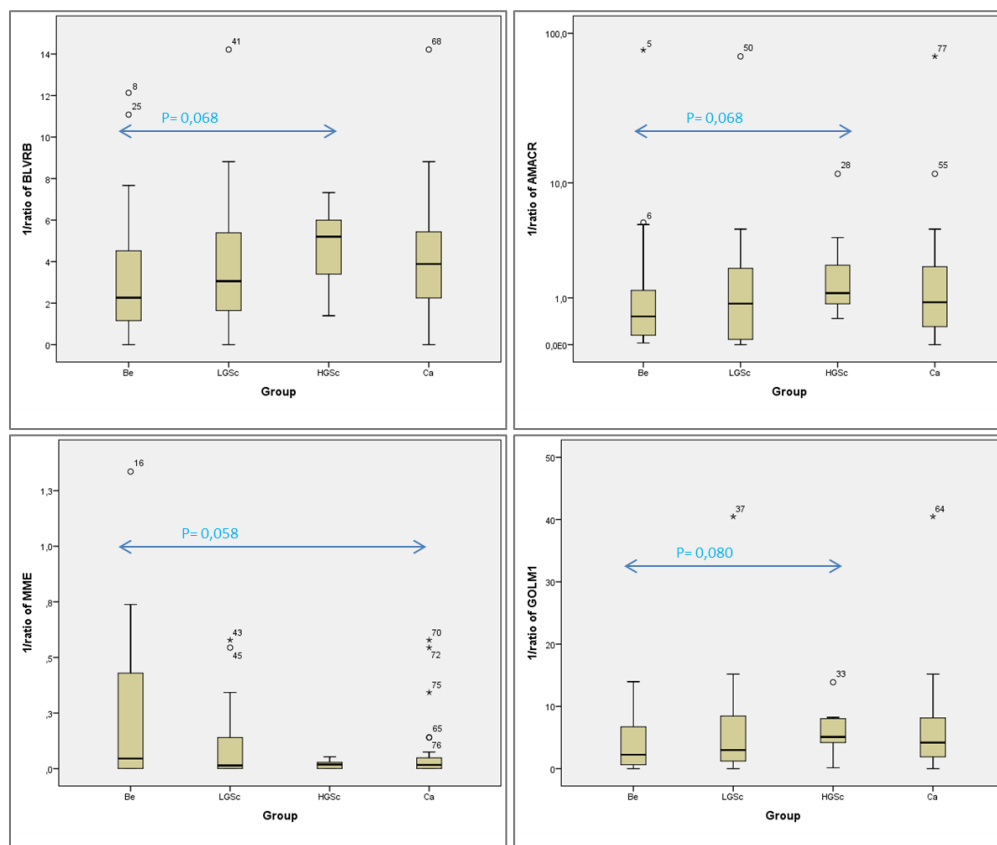 1/ratio of BLVRB
14
12
10
8
6
4
2
0
41
68
8
25
P= 0,068
Be
LGSc
HGSc
Ca
Group
1/ratio of AMACR
100,0
10,0
1,0
0,0E0
5
50
77
P= 0,068
28
55
6
Be
LGSc
HGSc
Ca
Group
1/ratio of MME
1,3
1,0
,8
,5
,3
,0
16
P= 0,058
43
45
70
72
75
65
76
Be
LGSc
HGSc
Ca
Group
1/ratio of GOLM1
50
40
30
20
10
0
37
64
P= 0,080
33
Be
LGSc
HGSc
Ca
Group